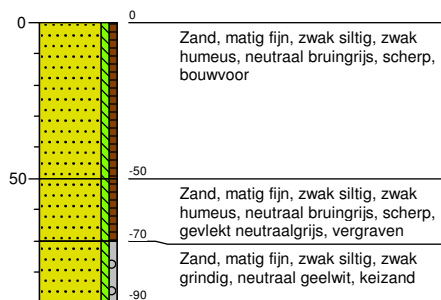 0
0
Zand, matig fijn, zwak siltig, zwak
humeus, neutraal bruingrijs, scherp,
bouwvoor
50
-50
Zand, matig fijn, zwak siltig, zwak
humeus, neutraal bruingrijs, scherp,
gevlekt neutraalgrijs, vergraven
-70
Zand, matig fijn, zwak siltig, zwak
grindig, neutraal geelwit, keizand
-90